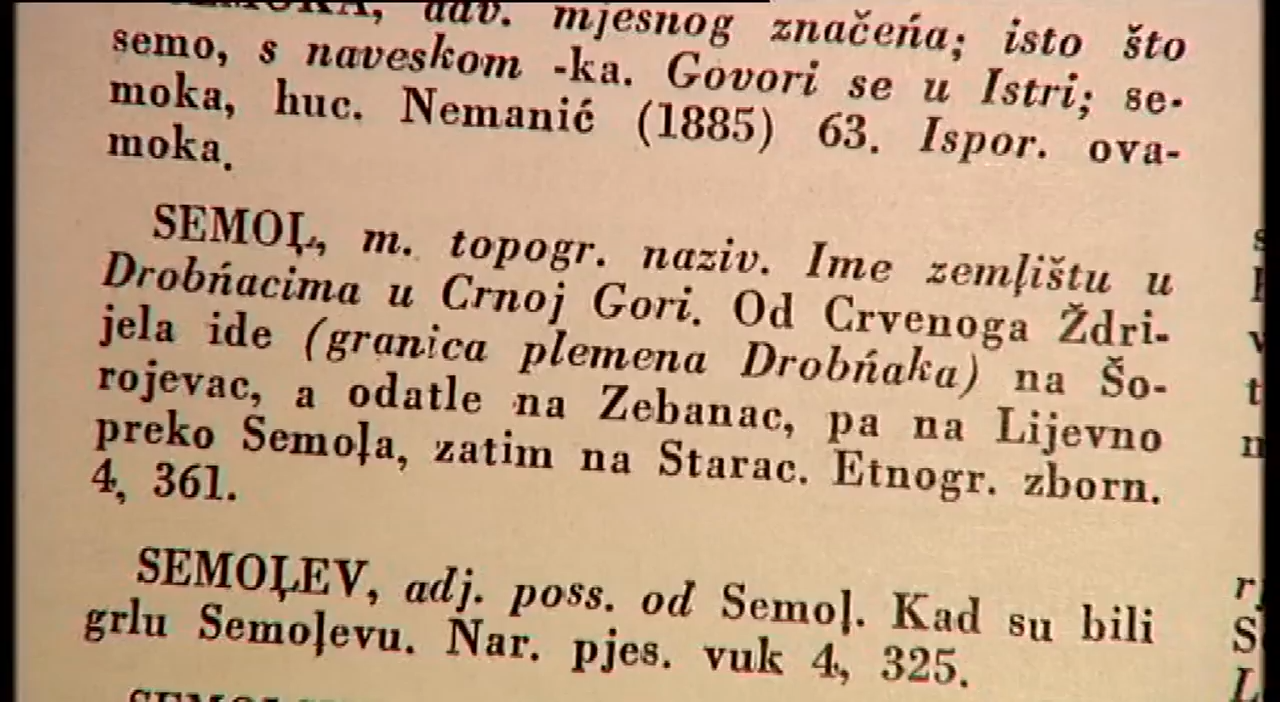 adv. mjesnog značeńa; isto što
semo, s naveskom -ka. Govori se u Istri; se-
moka, huc. Nemanić (1885) 63. Ispor. ova-
moka.
SEMOĻ, m. topogr. naziv. Ime zemļištu u
Drobńacima u Crnoj Gori. Od Crvenoga Ždri-
jela ide (granica plemena Drobńaka) na Šo-
rojevac, a odatle na Zebanac, pa na Lijevno
preko Semoļa, zatim na Starac. Etnogr. zborn.
4, 361.
SEMOĻEV, adj. poss. od Semoļ. Kad su bili
grlu Semoļevu. Nar. pjes. vuk 4, 325.